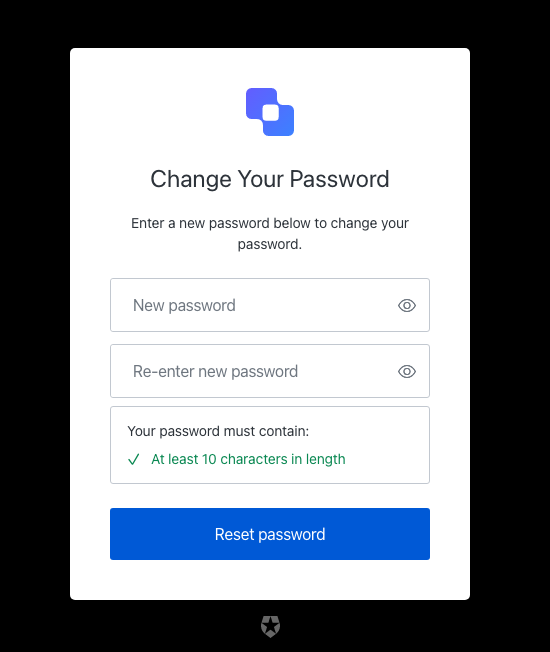 Change Your Password
Enter a new password below to change your
password.
New password
Re-enter new password
Your password must contain:
At least 10 characters in length
Reset password